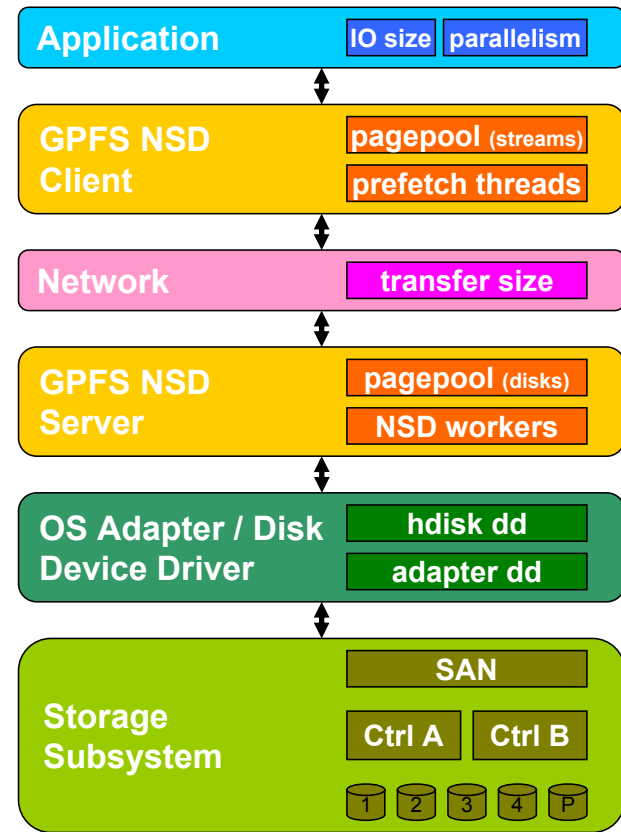 Application
IO size
parallelism
GPFS NSD
Client
pagepool (streams)
prefetch threads
Network
transfer size
GPFS NSD
Server
pagepool (disks)
NSD workers
OS Adapter / Disk
Device Driver
hdisk dd
adapter dd
Storage
Subsystem
SAN
Ctrl A
Ctrl B
1
2
3
4
P